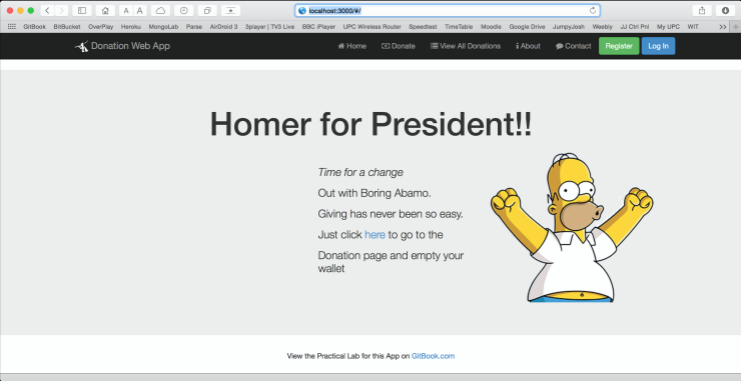 localhost:3000/#/
GitBook BitBucket OverPlay Heroku MongoLab Parse AirDroid 3 5player | TV5 Live BBC iPlayer UPC Wireless Router Speedtest TimeTable Moodle Google Drive JumpyJosh Weebly JJ Ctrl Pnl My UPC WIT >>
Donation Web App Home Donate View All Donations About Contact Register Log In
Homer for President!!
Time for a change
Out with Boring Abamo.
Giving has never been so easy.
Just click here to go to the
Donation page and empty your
wallet
View the Practical Lab for this App on GitBook.com